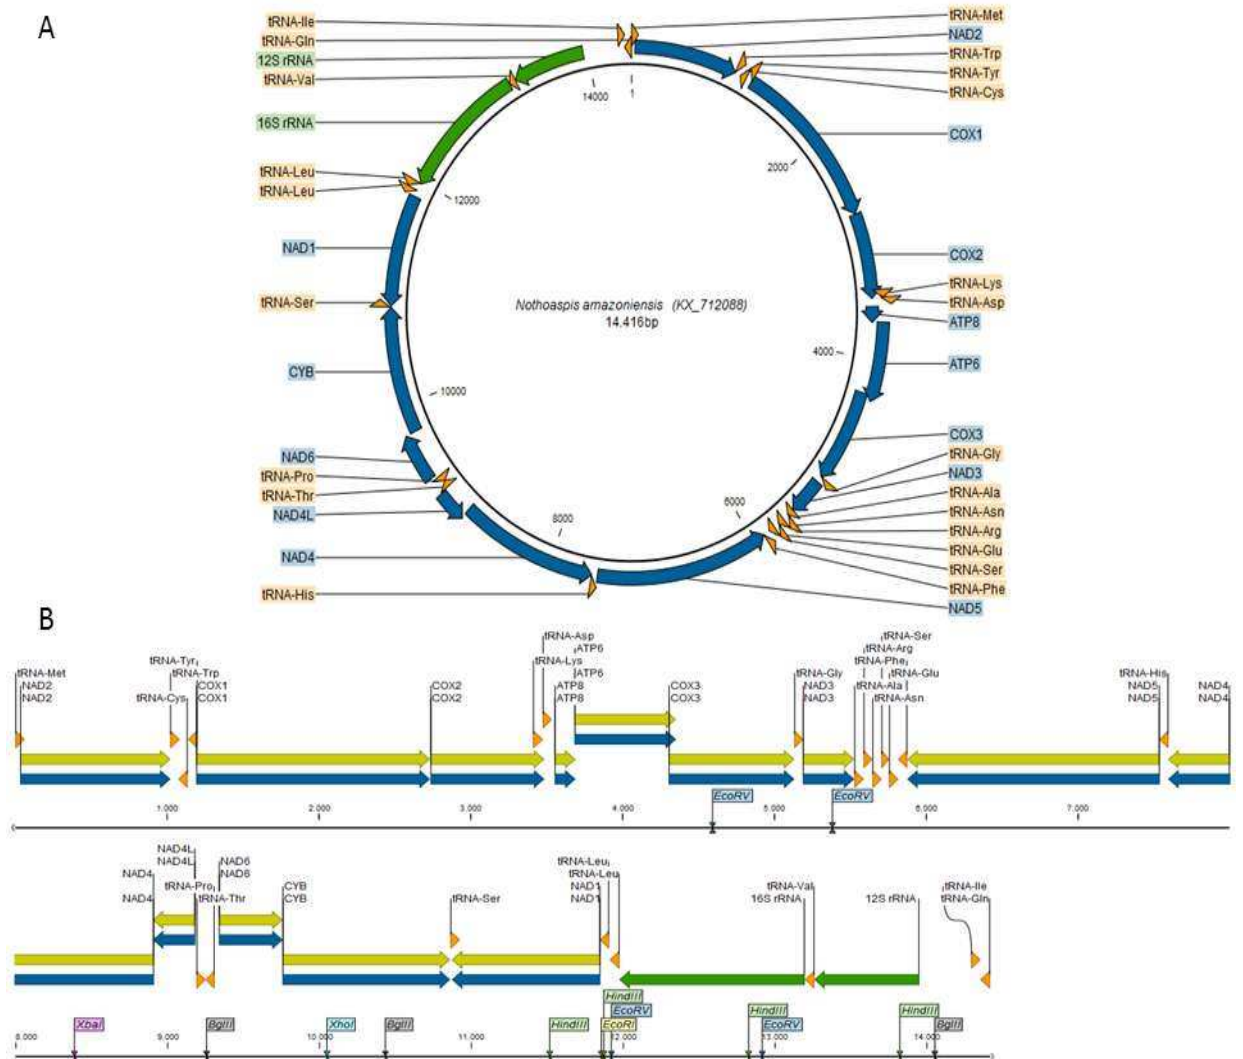 A
tRNA-Ile
tRNA-Gln
12S rRNA
tRNA-Val
16S rRNA
tRNA-Leu
tRNA-Leu
NAD1
tRNA-Ser
CYB
NAD6
tRNA-Pro
tRNA-Thr
NAD4L
NAD4
tRNA-His
tRNA-Met
NAD2
tRNA-Trp
tRNA-Tyr
tRNA-Cys
COX1
COX2
tRNA-Lys
tRNA-Asp
ATP8
ATP6
COX3
tRNA-Gly
NAD3
tRNA-Ala
tRNA-Asn
tRNA-Arg
tRNA-Glu
tRNA-Ser
tRNA-Phe
NAD5
14000
1
2000
4000
6000
8000
10000
12000
Nothoaspis amazoniensis (KX_712088)
14.416bp
B
tRNA-Asp
tRNA-Ser
ATP6
tRNA-Arg
tRNA-Tyr
tRNA-Lys
tRNA-Phe
tRNA-Met
tRNA-Trp
ATP6
tRNA-Gly
tRNA-Glu
tRNA-His
NAD2
COX1
COX2
ATP8
COX3
NAD3
tRNA-Ala
NAD5
NAD4
NAD2
tRNA-Cys
COX1
COX2
ATP8
COX3
NAD3
tRNA-Asn
NAD5
NAD4
EcoRV
EcoRV
1.000
2.000
3.000
4.000
5.000
6.000
7.000
NAD4L
NAD4L
NAD6
tRNA-Leu
NAD4
NAD6
tRNA-Leu
tRNA-Pro
CYB
NAD1
tRNA-Val
tRNA-Ile
NAD4
tRNA-Thr
CYB
tRNA-Ser
NAD1
16S rRNA
12S rRNA
tRNA-Gln
HindIII
EcoRV
HindIII
HindIII
XbaI
BglII
XhoI
BglII
HindIII
EcoRI
EcoRV
BglII
8.000
9.000
10.000
11.000
12.000
13.000
14.000